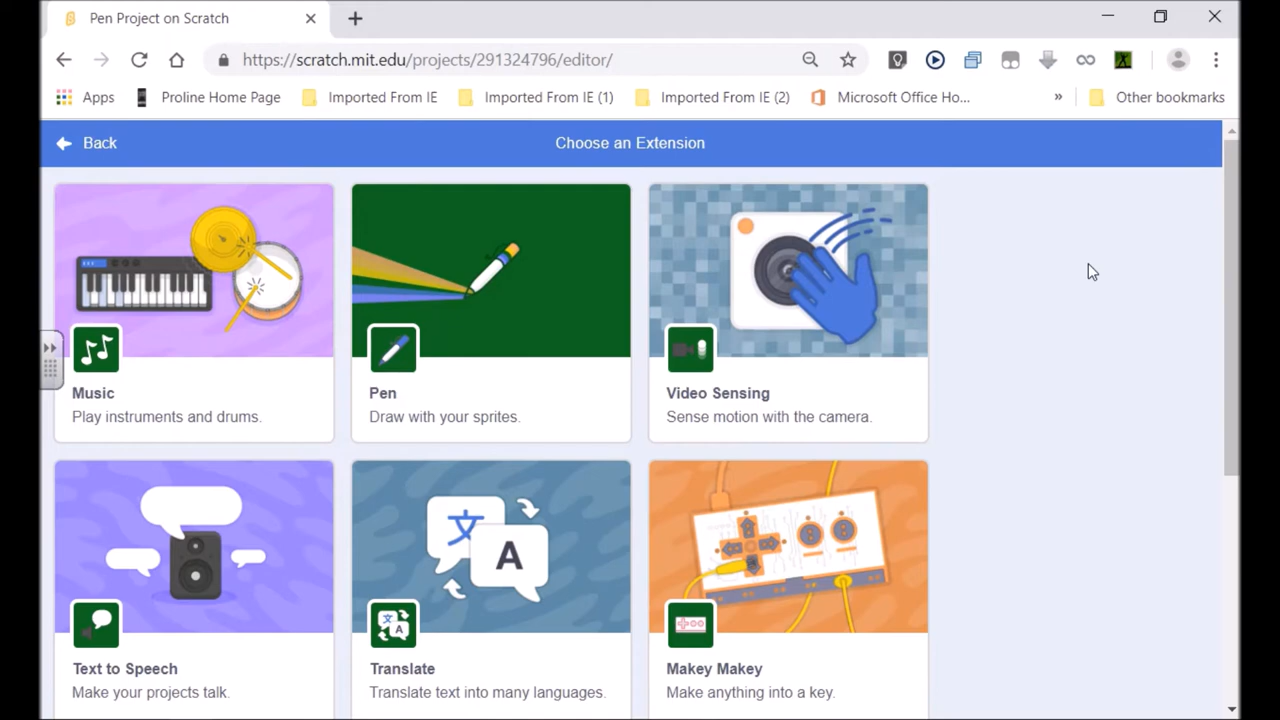 Pen Project on Scratch
https://scratch.mit.edu/projects/291324796/editor/
Apps
Proline Home Page
Imported From IE
Imported From IE (1)
Imported From IE (2)
Microsoft Office Ho...
»
Other bookmarks
Back
Choose an Extension
Music
Play instruments and drums.
Pen
Draw with your sprites.
Video Sensing
Sense motion with the camera.
文
A
Text to Speech
Make your projects talk.
Translate
Translate text into many languages.
Makey Makey
Make anything into a key.